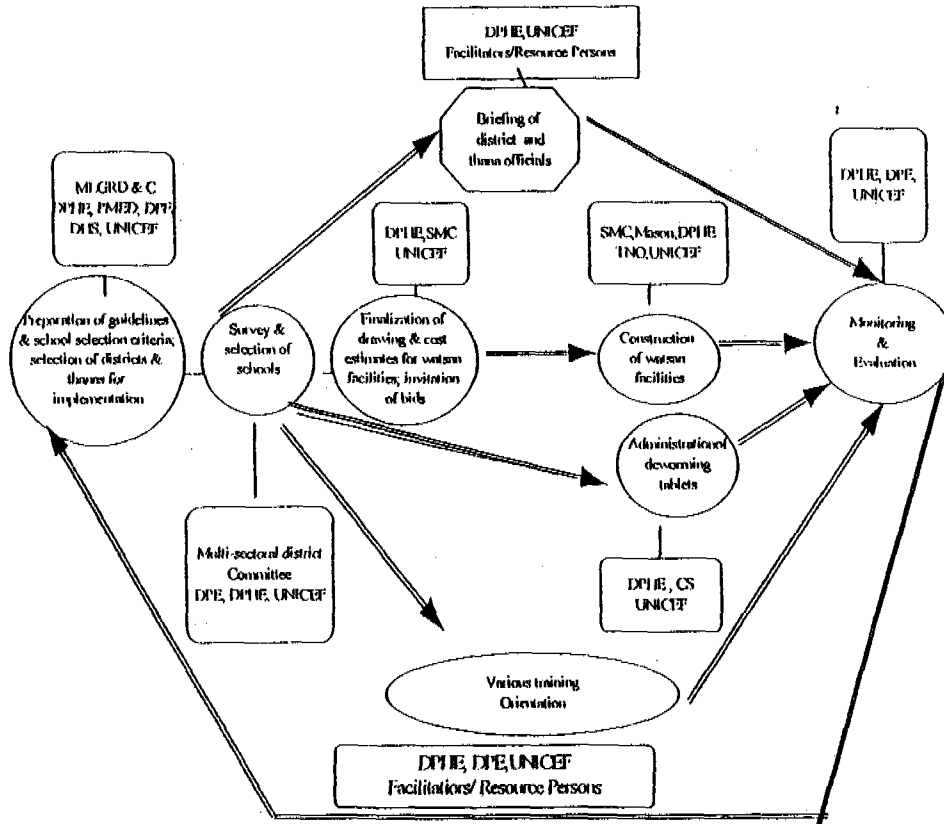 DPHE, UNICEF
Facilitators/Resource Persons
Briefing of
district and
thana officials
MLGRD & C
DPHE, PMED, DPE
DHS, UNICEF
DPHE, SMC
UNICEF
SMC, Mason, DPHE
TNO, UNICEF
DPHE, DPE,
UNICEF
Preparation of guidelines
& school selection criteria;
selection of districts &
thanas for
implementation
Survey &
selection of
schools
Finalization of
drawing & cost
estimates for watsan
facilities; invitation
of bids
Construction
of watsan
facilities
Monitoring
&
Evaluation
Administration of
deworming
tablets
Multi-sectoral district
Committee
DPE, DPHE, UNICEF
DPHE , CS
UNICEF
Various training
Orientation
DPHE, DPE, UNICEF
Facilitatiors/ Resource Persons